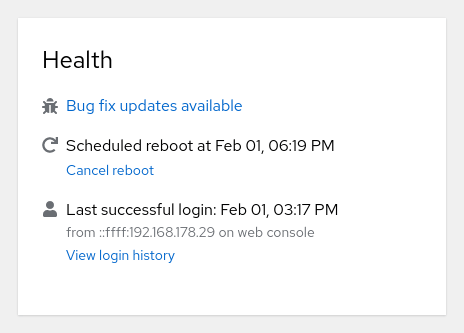 Health
Bug fix updates available
Scheduled reboot at Feb 01, 06:19 PM
Cancel reboot
Last successful login: Feb 01, 03:17 PM
from ::ffff:192.168.178.29 on web console
View login history